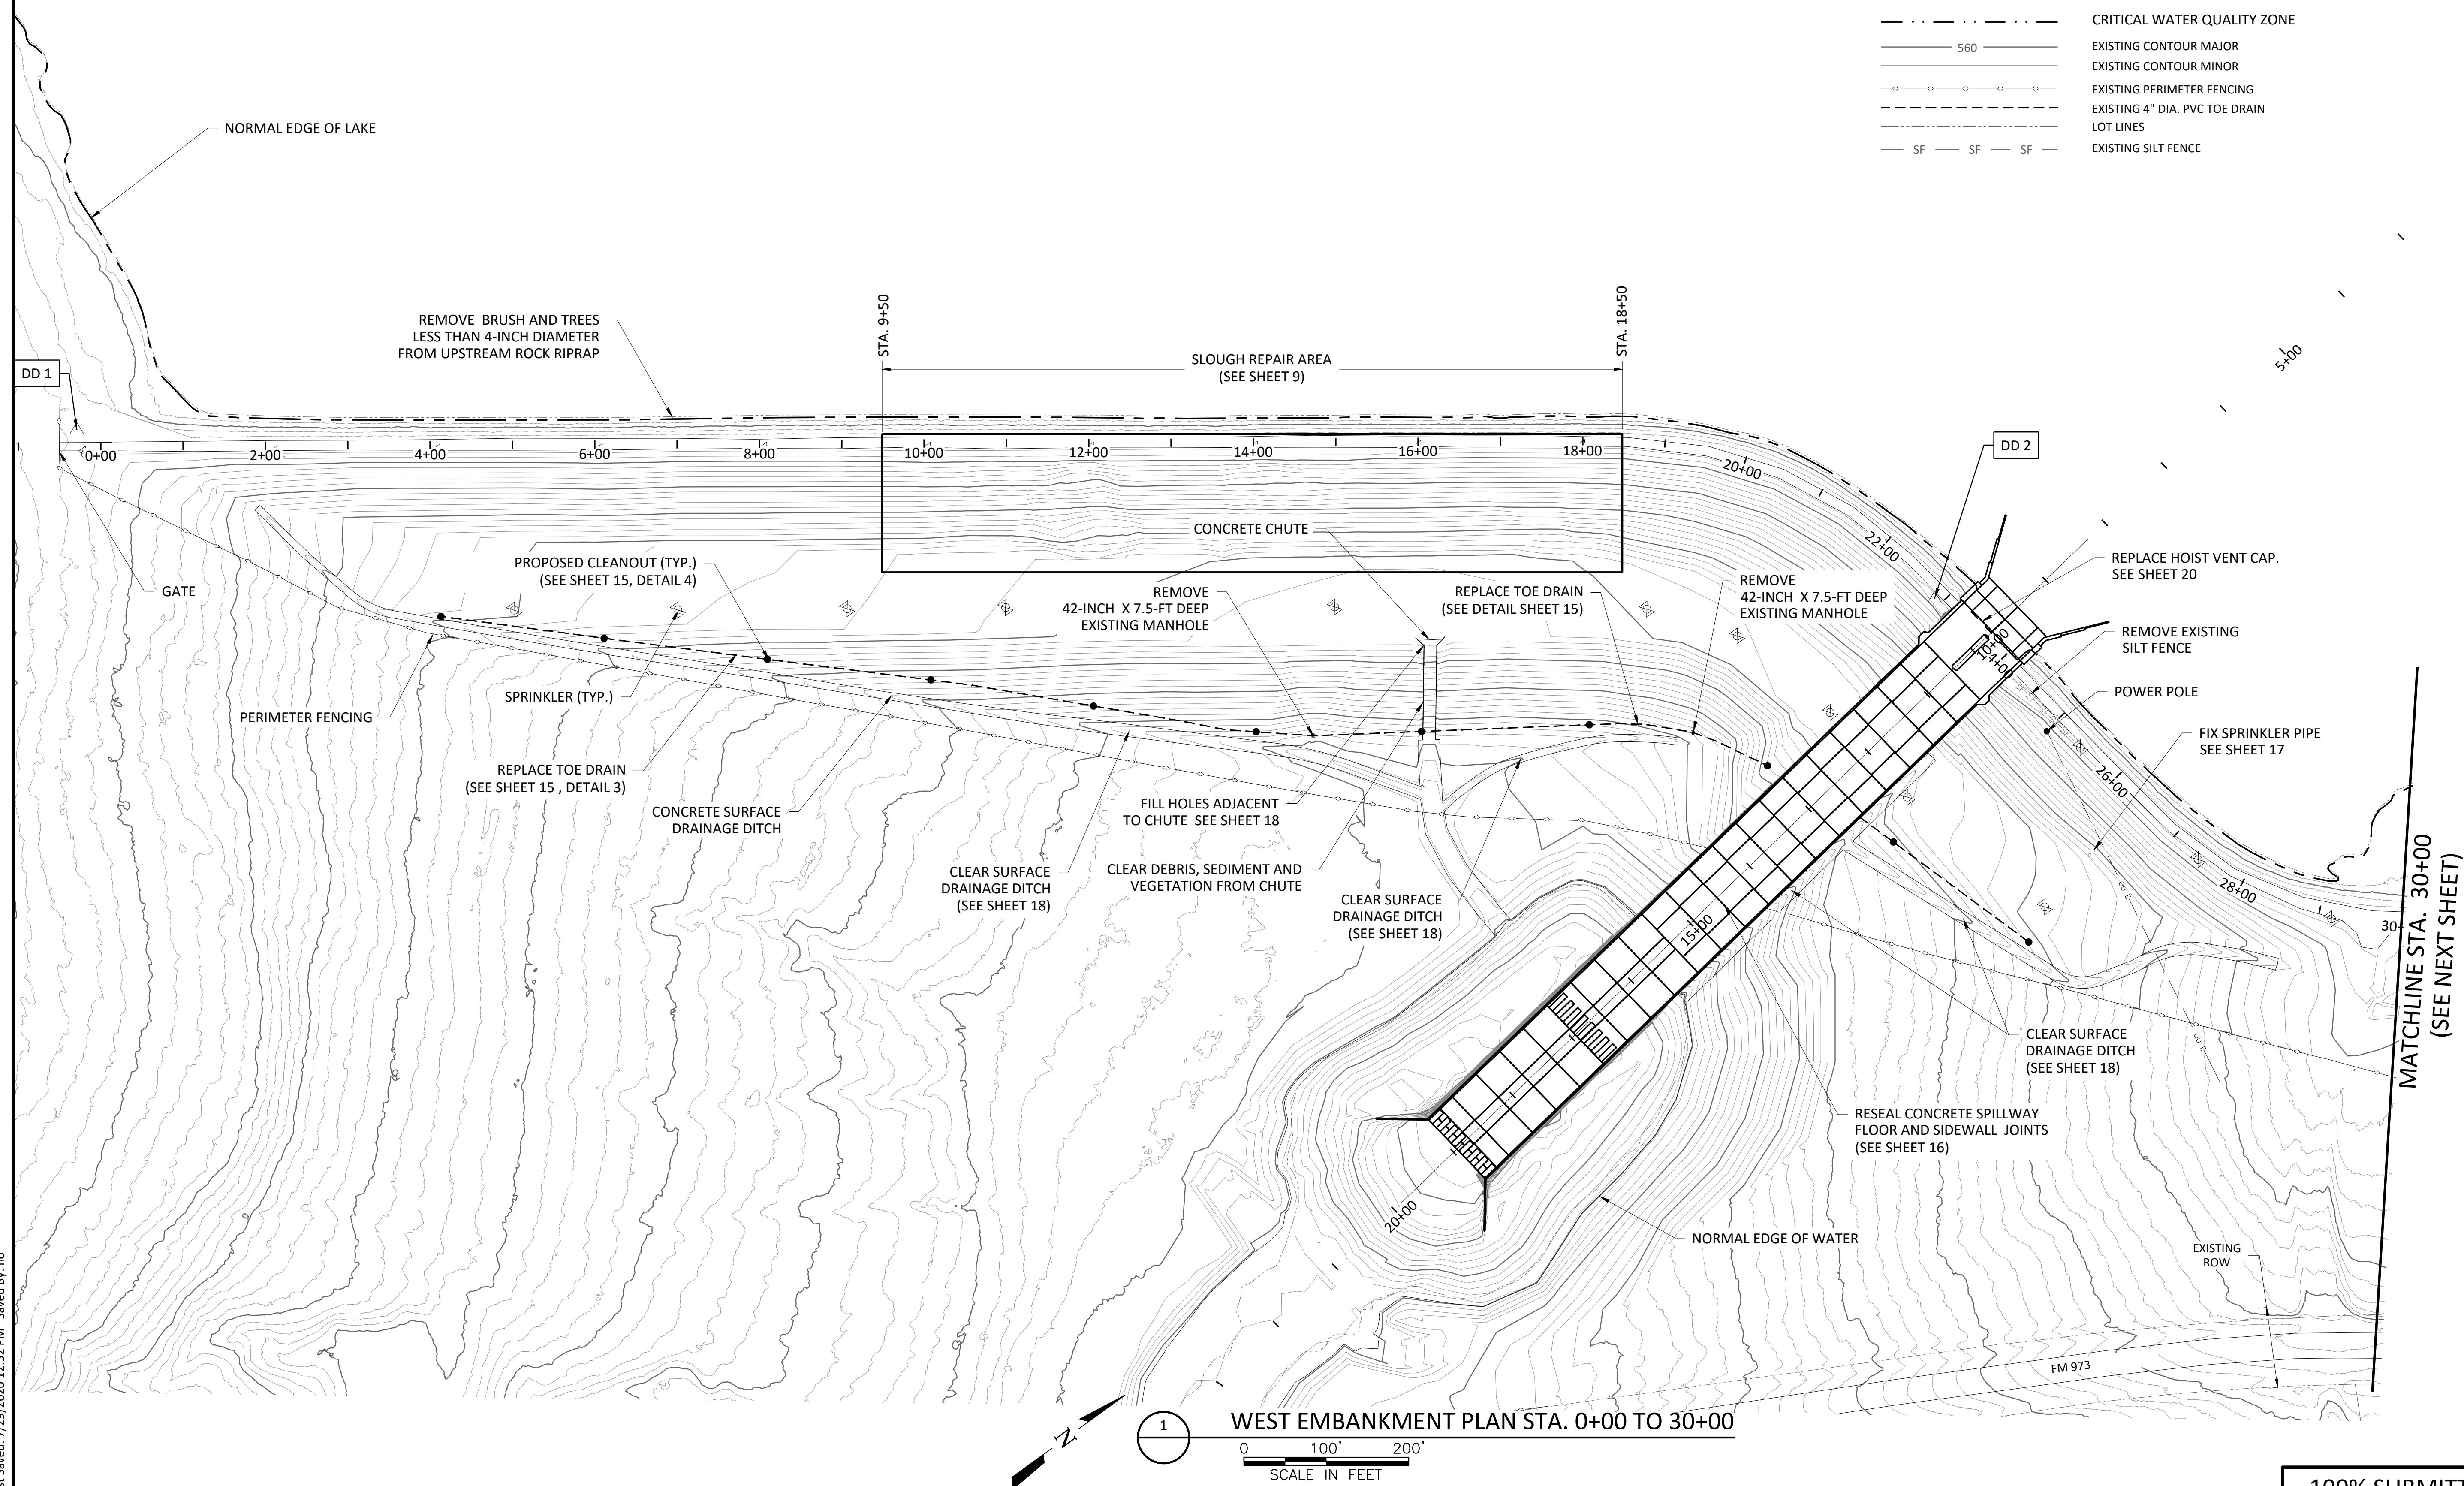 CRITICAL WATER QUALITY ZONE
560
EXISTING CONTOUR MAJOR
EXISTING CONTOUR MINOR
EXISTING PERIMETER FENCING
EXISTING 4" DIA. PVC TOE DRAIN
LOT LINES
SF SF SF
EXISTING SILT FENCE
NORMAL EDGE OF LAKE
REMOVE BRUSH AND TREES
LESS THAN 4-INCH DIAMETER
FROM UPSTREAM ROCK RIPRAP
STA. 9+50
SLOUGH REPAIR AREA
(SEE SHEET 9)
STA. 18+50
5+00
DD 1
DD 2
0+00
2+00
4+00
6+00
8+00
10+00
12+00
14+00
16+00
18+00
20+00
22+00
26+00
28+00
30+
GATE
PROPOSED CLEANOUT (TYP.)
(SEE SHEET 15, DETAIL 4)
CONCRETE CHUTE
REMOVE
42-INCH X 7.5-FT DEEP
EXISTING MANHOLE
REPLACE TOE DRAIN
(SEE DETAIL SHEET 15)
REMOVE
42-INCH X 7.5-FT DEEP
EXISTING MANHOLE
REPLACE HOIST VENT CAP.
SEE SHEET 20
REMOVE EXISTING
SILT FENCE
10+00
POWER POLE
FIX SPRINKLER PIPE
SEE SHEET 17
SPRINKLER (TYP.)
PERIMETER FENCING
REPLACE TOE DRAIN
(SEE SHEET 15 , DETAIL 3)
CONCRETE SURFACE
DRAINAGE DITCH
FILL HOLES ADJACENT
TO CHUTE SEE SHEET 18
CLEAR SURFACE
DRAINAGE DITCH
(SEE SHEET 18)
CLEAR DEBRIS, SEDIMENT AND
VEGETATION FROM CHUTE
CLEAR SURFACE
DRAINAGE DITCH
(SEE SHEET 18)
15+00
OU E
OU E
CLEAR SURFACE
DRAINAGE DITCH
(SEE SHEET 18)
MATCHLINE STA. 30+00
(SEE NEXT SHEET)
RESEAL CONCRETE SPILLWAY
FLOOR AND SIDEWALL JOINTS
(SEE SHEET 16)
20+00
NORMAL EDGE OF WATER
EXISTING
ROW
FM 973
N
1
WEST EMBANKMENT PLAN STA. 0+00 TO 30+00
0 100' 200'
SCALE IN FEET